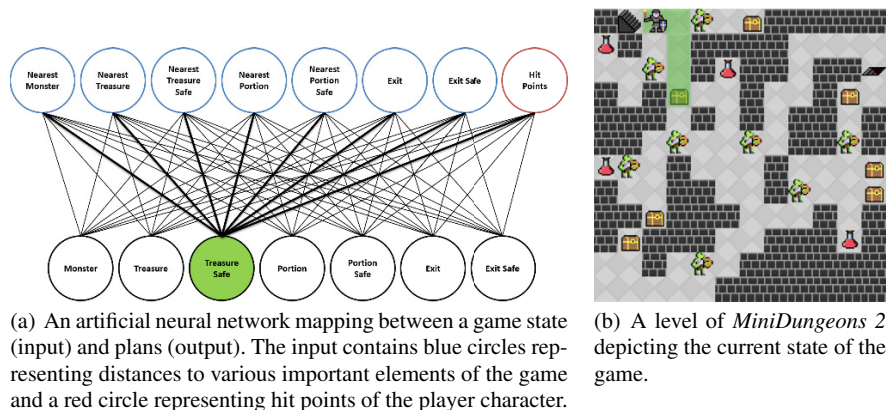 Nearest
Monster
Nearest
Treasure
Nearest
Treasure
Safe
Nearest
Portion
Nearest
Portion
Safe
Exit
Exit Safe
Hit
Points
Monster
Treasure
Treasure
Safe
Portion
Portion
Safe
Exit
Exit Safe
(a) An artificial neural network mapping between a game state
(input) and plans (output). The input contains blue circles rep-
resenting distances to various important elements of the game
and a red circle representing hit points of the player character.
(b) A level of MiniDungeons 2
depicting the current state of the
game.